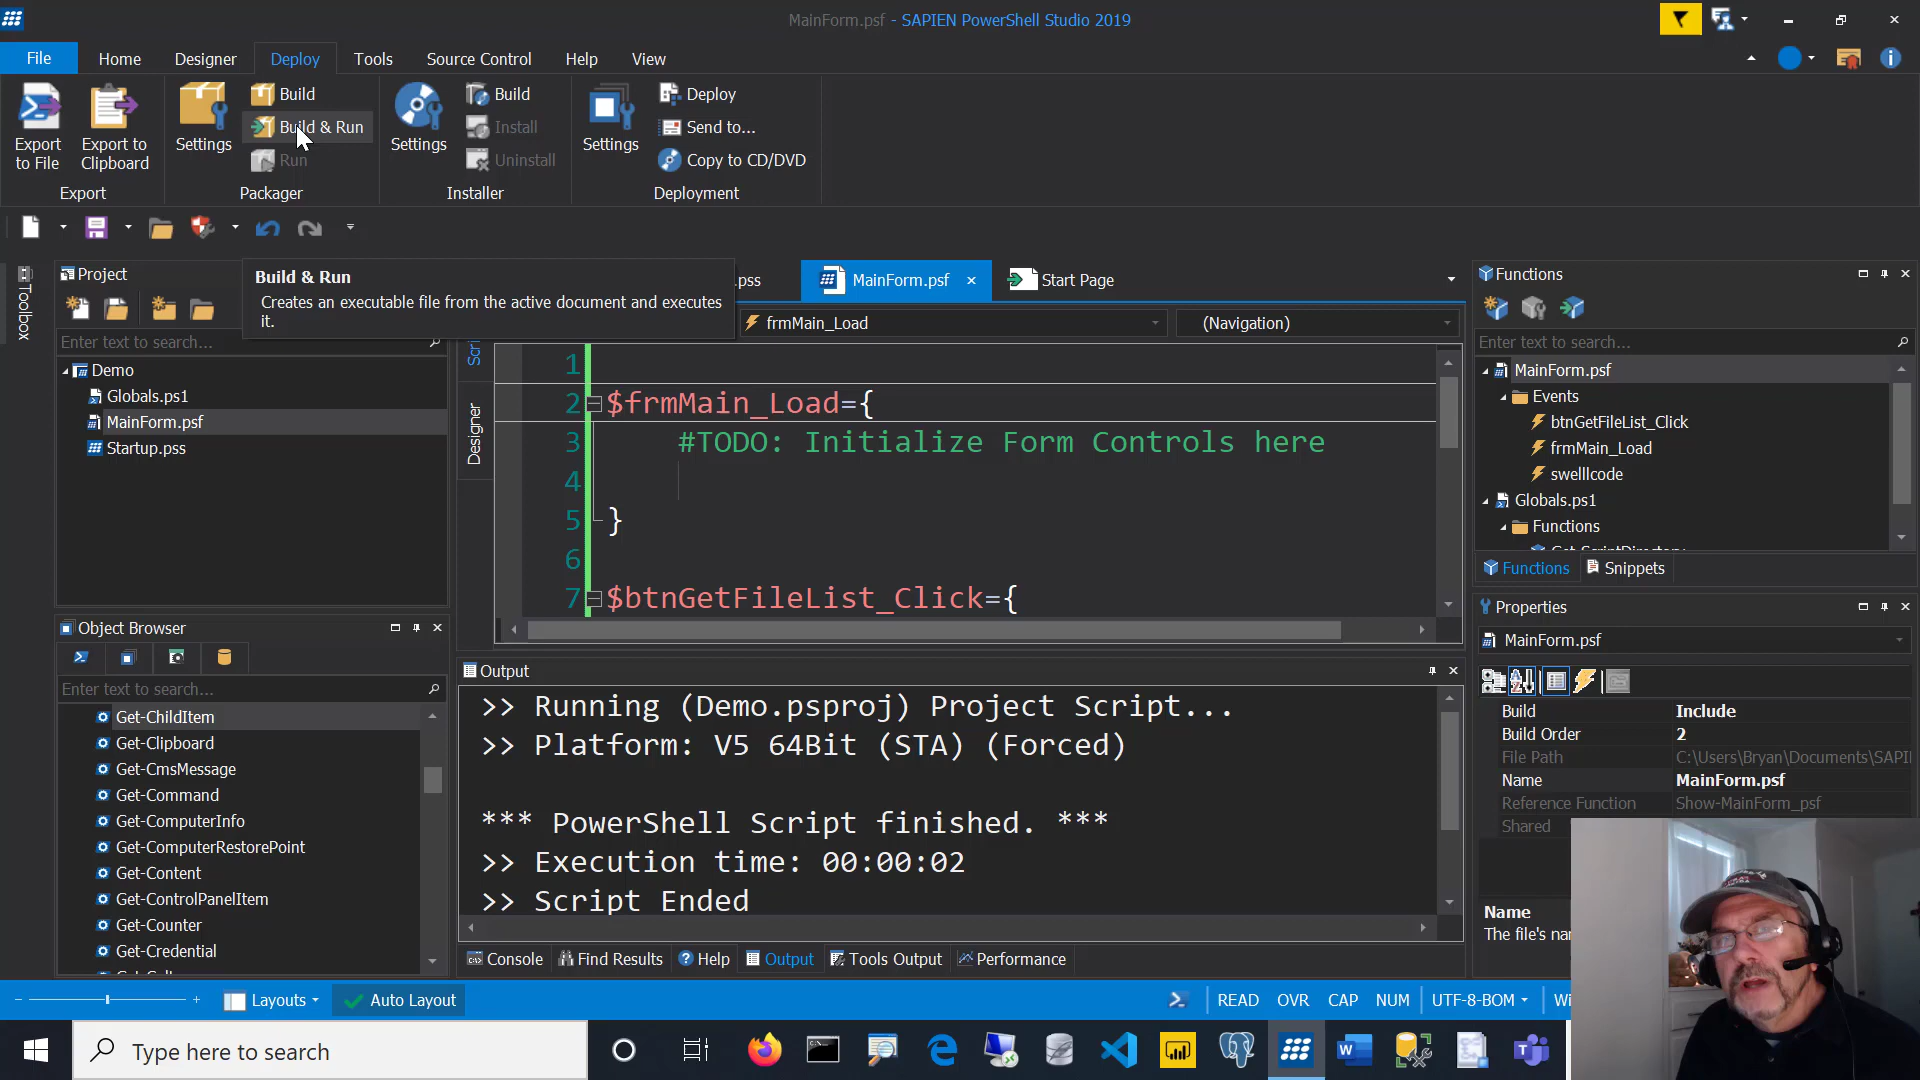 MainForm.psf - SAPIEN PowerShell Studio 2019
File
Home
Designer
Deploy
Tools
Source Control
Help
View
Export
to File
Export to
Clipboard
Export
Settings
Build
Build & Run
Run
Packager
Settings
Build
Install
Uninstall
Installer
Settings
Deploy
Send to...
Copy to CD/DVD
Deployment
Toolbox
Project
Enter text to search...
Demo
Globals.ps1
MainForm.psf
Startup.pss
Build & Run
Creates an executable file from the active document and executes
it.
.pss
MainForm.psf
Start Page
frmMain_Load
(Navigation)
Designer
1
2 $frmMain_Load={
3 #TODO: Initialize Form Controls here
4
5 }
6
7 $btnGetFileList_Click={
Functions
Enter text to search...
MainForm.psf
Events
btnGetFileList_Click
frmMain_Load
swelllcode
Globals.ps1
Functions
Functions
Snippets
Object Browser
Enter text to search...
Get-ChildItem
Get-Clipboard
Get-CmsMessage
Get-Command
Get-ComputerInfo
Get-ComputerRestorePoint
Get-Content
Get-ControlPanelItem
Get-Counter
Get-Credential
Output
>> Running (Demo.psproj) Project Script...
>> Platform: V5 64Bit (STA) (Forced)
*** PowerShell Script finished. ***
>> Execution time: 00:00:02
>> Script Ended
Console
Find Results
Help
Output
Tools Output
Performance
Properties
MainForm.psf
Build Include
Build Order 2
File Path C:\Users\Bryan\Documents\SAPI
Name MainForm.psf
Reference Function Show-MainForm_psf
Shared
Name
The file's
Layouts
Auto Layout
READ
OVR
CAP
NUM
UTF-8-BOM
Type here to search